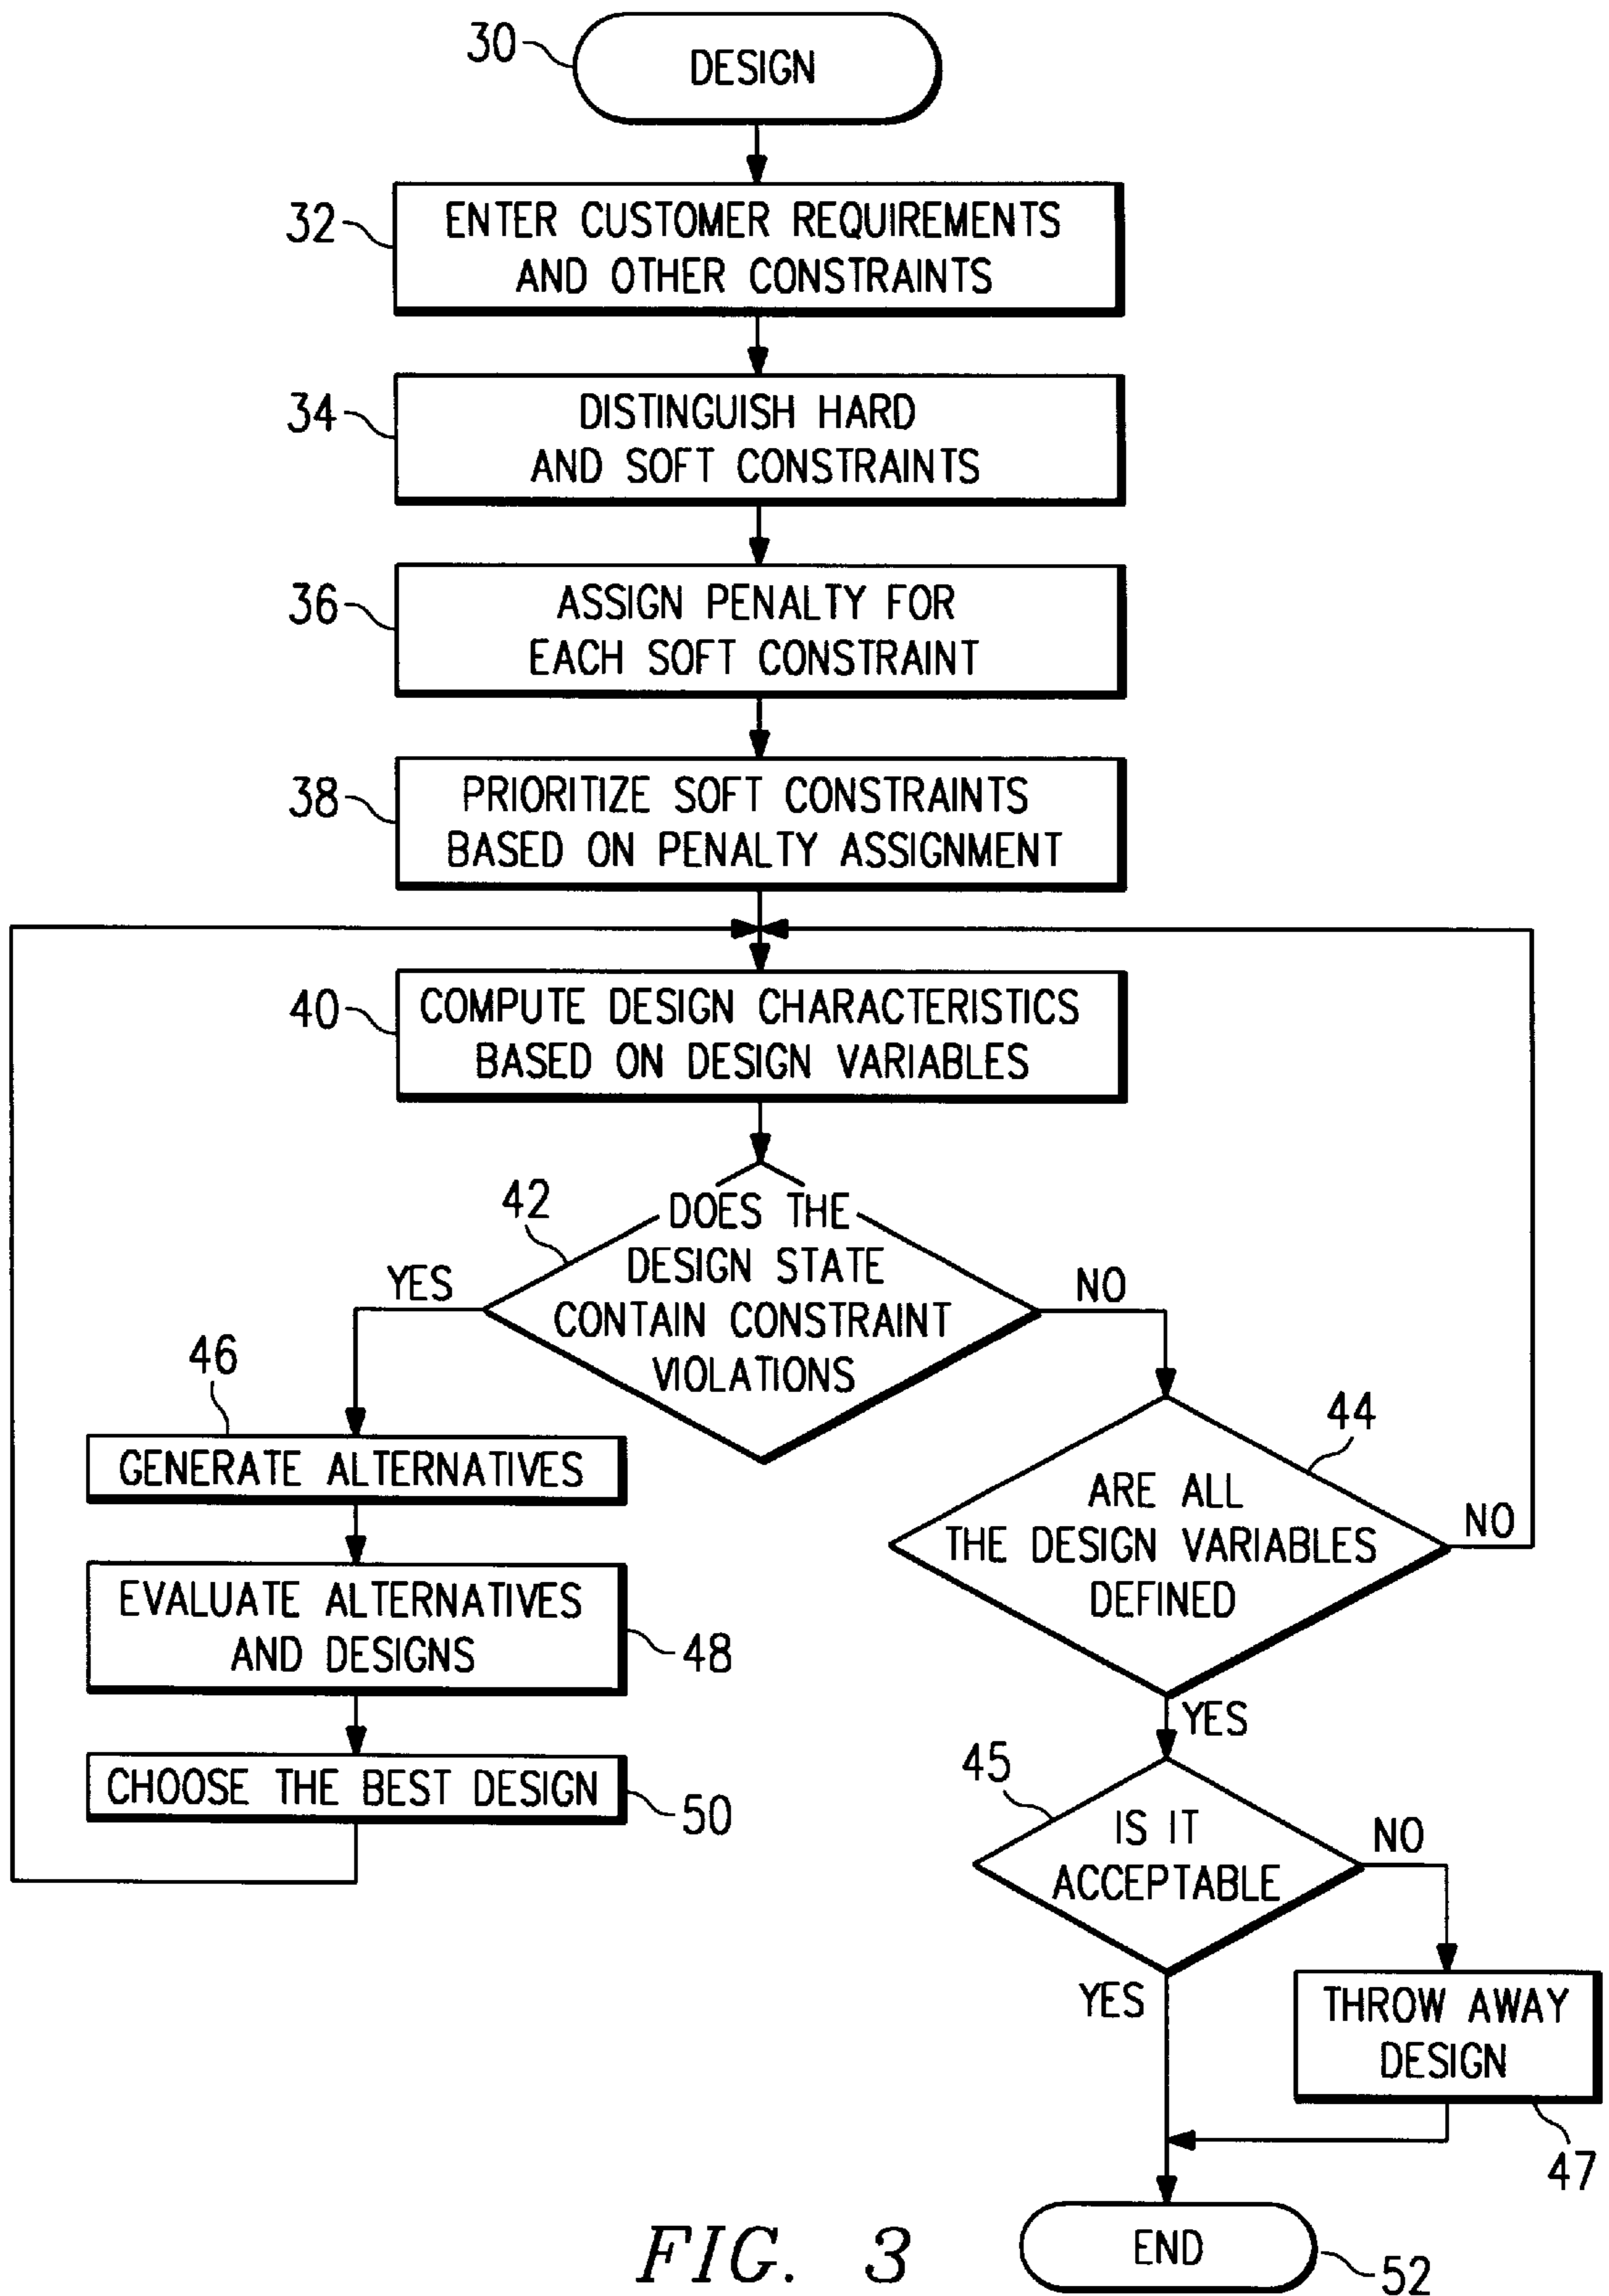 30
DESIGN
32
ENTER CUSTOMER REQUIREMENTS
AND OTHER CONSTRAINTS
34
DISTINGUISH HARD
AND SOFT CONSTRAINTS
36
ASSIGN PENALTY FOR
EACH SOFT CONSTRAINT
38
PRIORITIZE SOFT CONSTRAINTS
BASED ON PENALTY ASSIGNMENT
40
COMPUTE DESIGN CHARACTERISTICS
BASED ON DESIGN VARIABLES
42
DOES THE
DESIGN STATE
CONTAIN CONSTRAINT
VIOLATIONS
YES
NO
46
GENERATE ALTERNATIVES
EVALUATE ALTERNATIVES
AND DESIGNS
48
CHOOSE THE BEST DESIGN
50
44
ARE ALL
THE DESIGN VARIABLES
DEFINED
NO
YES
45
IS IT
ACCEPTABLE
NO
YES
THROW AWAY
DESIGN
47
END
52
FIG. 3